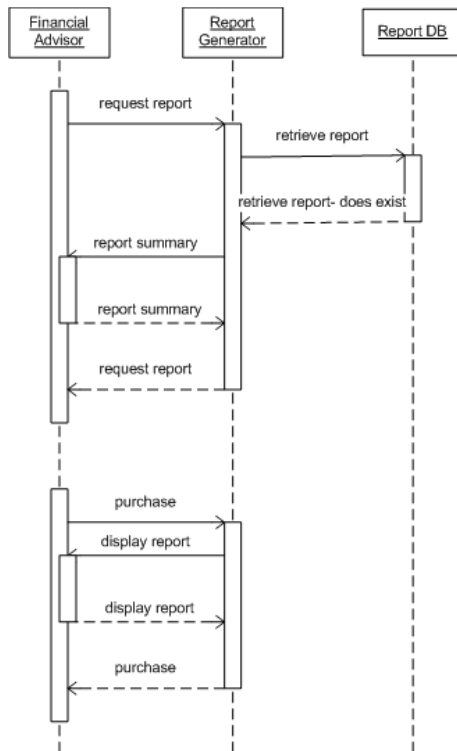 Financial
Advisor
Report
Generator
Report DB
request report
retrieve report
retrieve report- does exist
report summary
report summary
request report
purchase
display report
display report
purchase